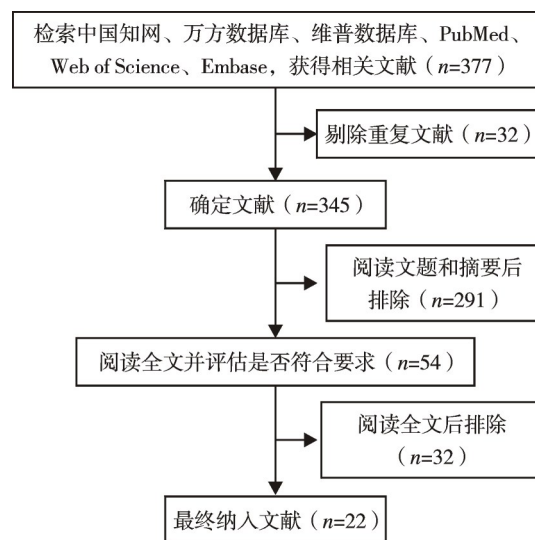 检索中国知网、万方数据库、维普数据库、PubMed、
Web of Science、Embase，获得相关文献（n=377）
剔除重复文献（n=32）
确定文献（n=345）
阅读文题和摘要后
排除（n=291）
阅读全文并评估是否符合要求（n=54）
阅读全文后排除
（n=32）
最终纳入文献（n=22）